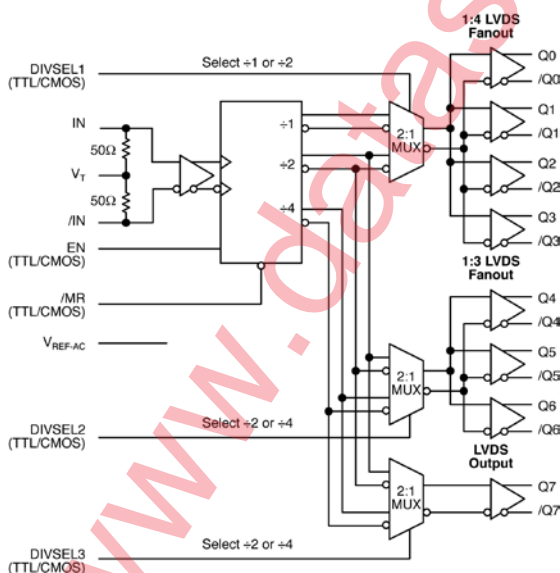 1:4 LVDS
Fanout
DIVSEL1
(TTL/CMOS)
Select ÷1 or ÷2
Q0
/Q0
IN
50Ω
VT
50Ω
/IN
÷1
÷2
÷4
2:1
MUX
Q1
/Q1
Q2
/Q2
Q3
/Q3
EN
(TTL/CMOS)
/MR
(TTL/CMOS)
VREF-AC
1:3 LVDS
Fanout
Q4
/Q4
2:1
MUX
Q5
/Q5
Q6
/Q6
DIVSEL2
(TTL/CMOS)
Select ÷2 or ÷4
LVDS
Output
2:1
MUX
Q7
/Q7
DIVSEL3
(TTL/CMOS)
Select ÷2 or ÷4
www.datas